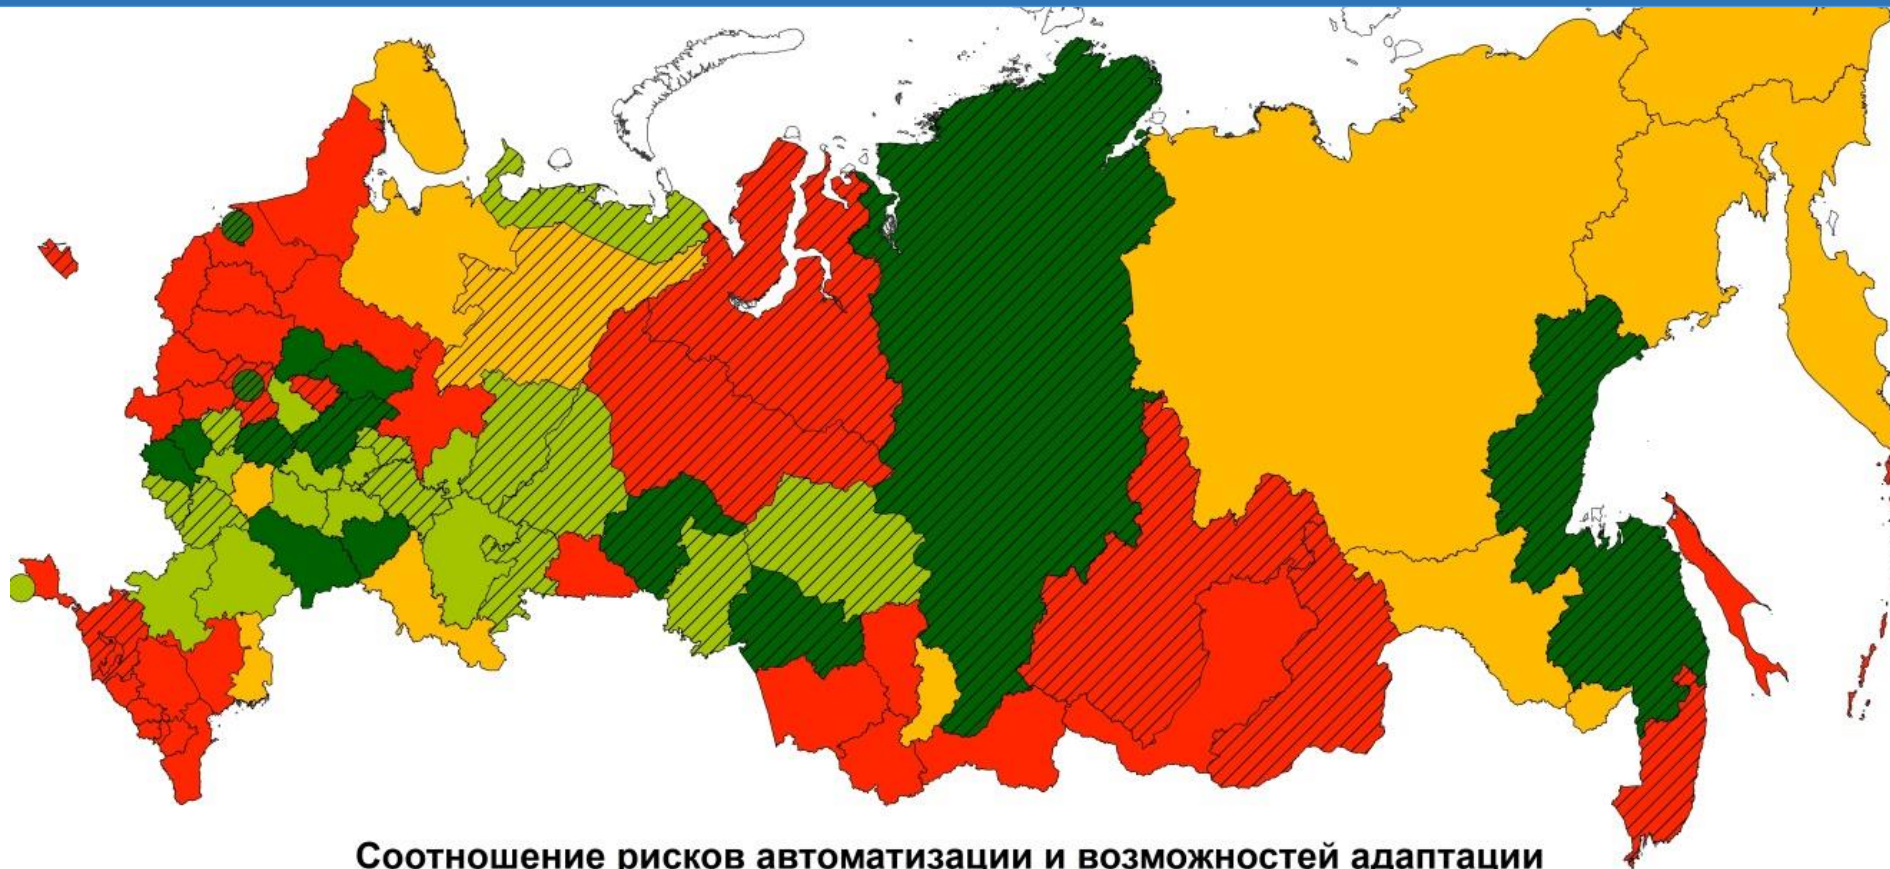 Соотношение рисков автоматизации и возможностей адаптации